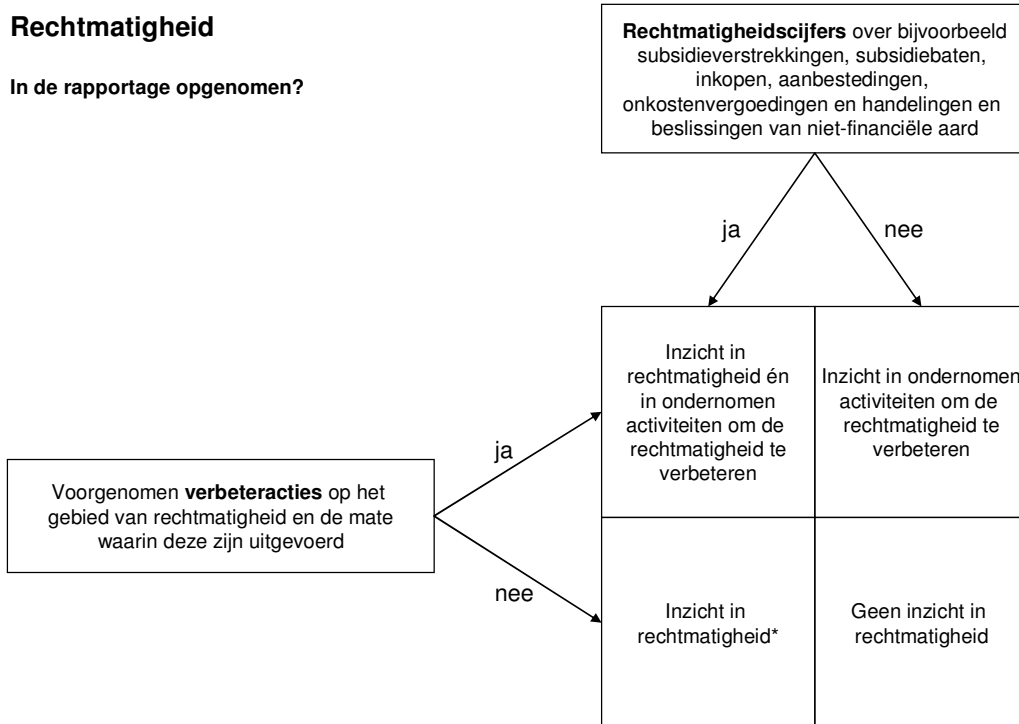 Rechtmatigheid
In de rapportage opgenomen?
Rechtmatigheidscijfers over bijvoorbeeld
subsidieverstrekkingen, subsidiebaten,
inkopen, aanbestedingen,
onkostenvergoedingen en handelingen en
beslissingen van niet-financiële aard
ja
nee
Inzicht in
rechtmatigheid én
in ondernomen
activiteiten om de
rechtmatigheid te
verbeteren
Inzicht in ondernomen
activiteiten om de
rechtmatigheid te
verbeteren
ja
Voorgenomen verbeteracties op het
gebied van rechtmatigheid en de mate
waarin deze zijn uitgevoerd
nee
Inzicht in
rechtmatigheid*
Geen inzicht in
rechtmatigheid